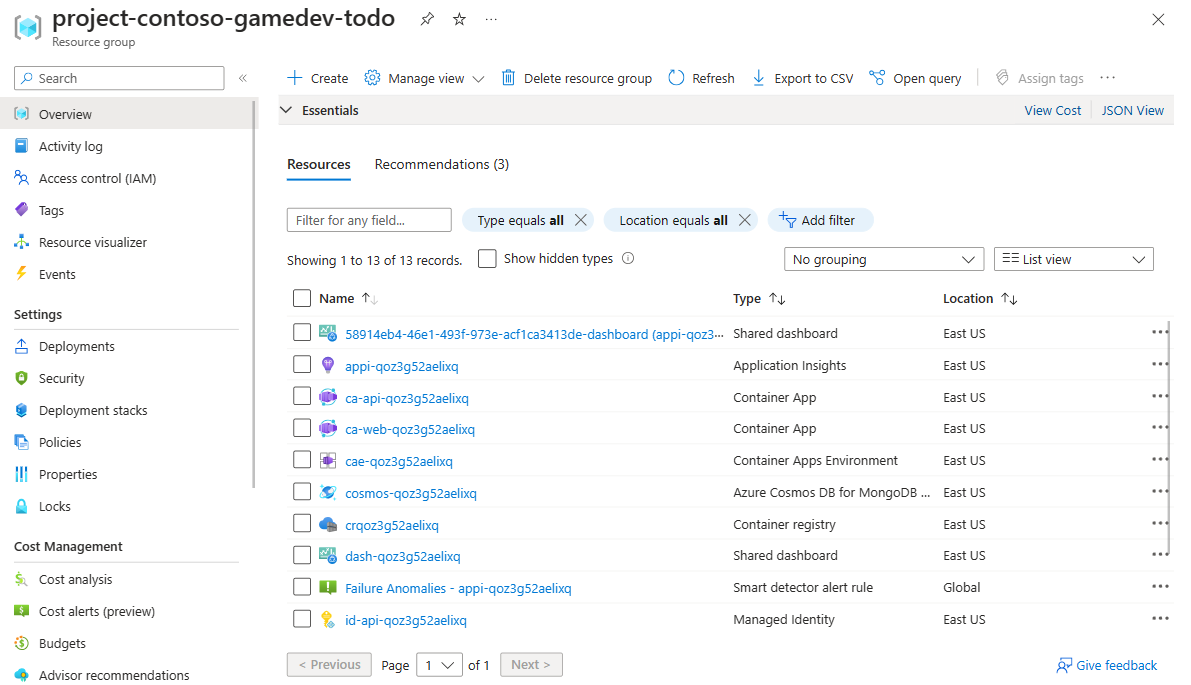 project-contoso-gamedev-todo
Resource group
Search
Overview
Activity log
Access control (IAM)
Tags
Resource visualizer
Events
Settings
Deployments
Security
Deployment stacks
Policies
Properties
Locks
Cost Management
Cost analysis
Cost alerts (preview)
Budgets
Advisor recommendations
Create Manage view Delete resource group Refresh Export to CSV Open query Assign tags
Essentials View Cost JSON View
Resources Recommendations (3)
Filter for any field... Type equals all Location equals all Add filter
Showing 1 to 13 of 13 records. Show hidden types No grouping List view
Name Type Location
58914eb4-46e1-493f-973e-acf1ca3413de-dashboard (appi-qoz3... Shared dashboard East US
appi-qoz3g52aelixq Application Insights East US
ca-api-qoz3g52aelixq Container App East US
ca-web-qoz3g52aelixq Container App East US
cae-qoz3g52aelixq Container Apps Environment East US
cosmos-qoz3g52aelixq Azure Cosmos DB for MongoDB ... East US
crqoz3g52aelixq Container registry East US
dash-qoz3g52aelixq Shared dashboard East US
Failure Anomalies - appi-qoz3g52aelixq Smart detector alert rule Global
id-api-qoz3g52aelixq Managed Identity East US
< Previous Page 1 of 1 Next > Give feedback